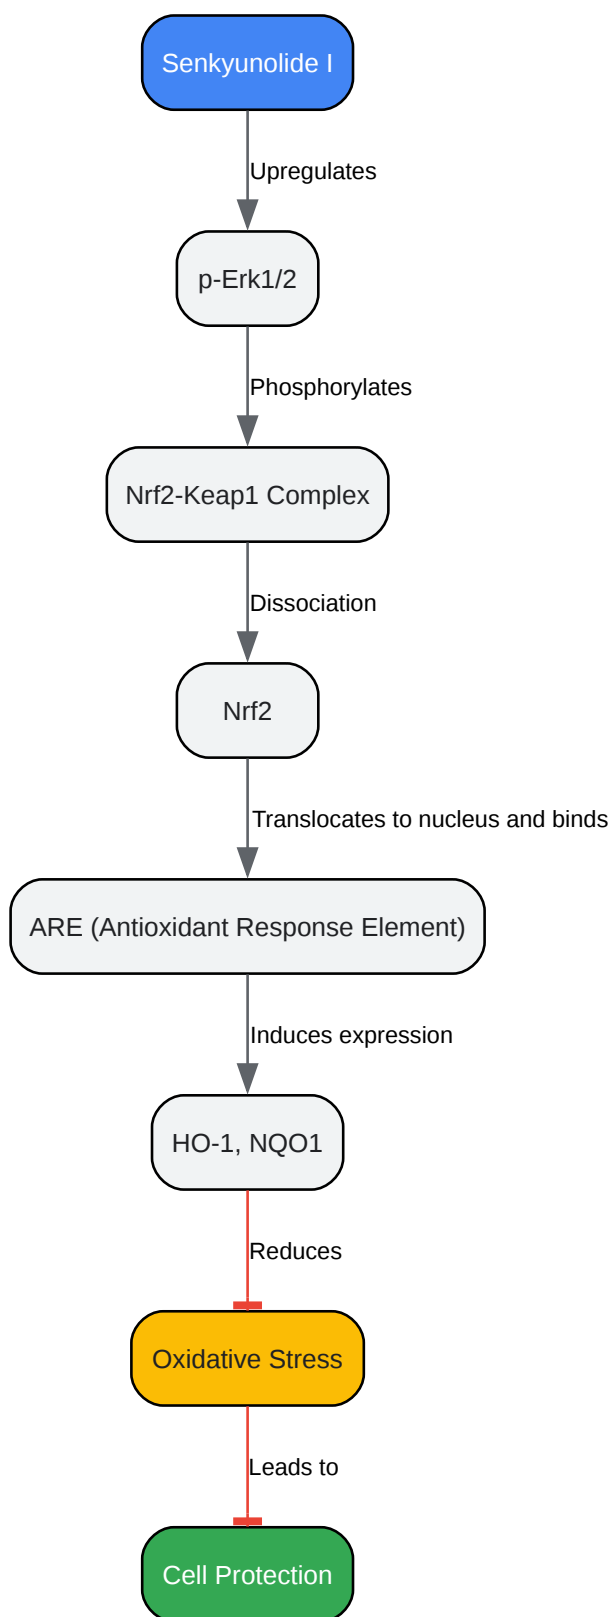 Senkyunolide I
Upregulates
p-Erk1/2
Phosphorylates
Nrf2-Keap1 Complex
Dissociation
Nrf2
Translocates to nucleus and binds
ARE (Antioxidant Response Element)
Induces expression
HO-1, NQO1
Reduces
Oxidative Stress
Leads to
Cell Protection